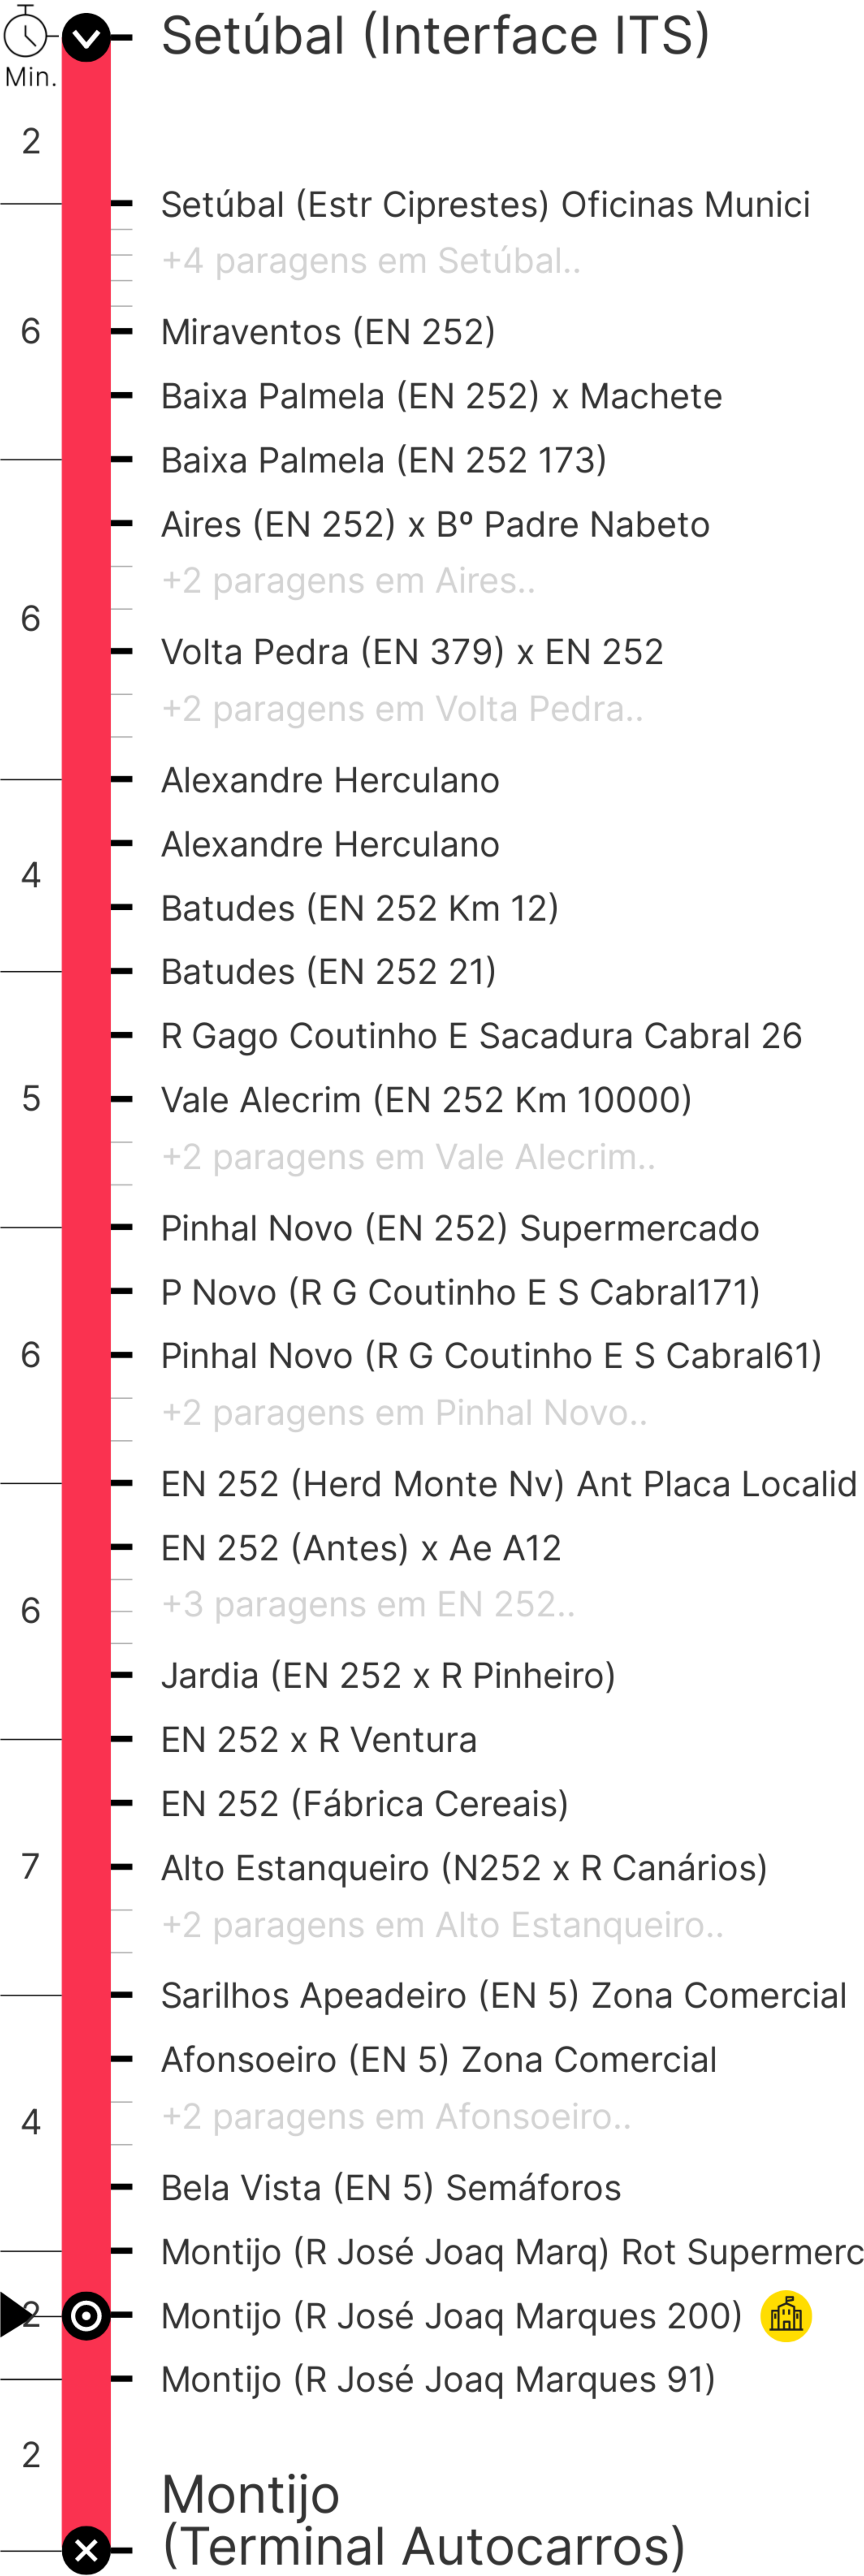 Setúbal (Interface ITS)
Min.
2
Setúbal (Estr Ciprestes) Oficinas Munici
+4 paragens em Setúbal..
6
Miraventos (EN 252)
Baixa Palmela (EN 252) x Machete
Baixa Palmela (EN 252 173)
Aires (EN 252) x Bº Padre Nabeto
+2 paragens em Aires..
6
Volta Pedra (EN 379) x EN 252
+2 paragens em Volta Pedra..
Alexandre Herculano
Alexandre Herculano
4
Batudes (EN 252 Km 12)
Batudes (EN 252 21)
R Gago Coutinho E Sacadura Cabral 26
5
Vale Alecrim (EN 252 Km 10000)
+2 paragens em Vale Alecrim..
Pinhal Novo (EN 252) Supermercado
P Novo (R G Coutinho E S Cabral171)
6
Pinhal Novo (R G Coutinho E S Cabral61)
+2 paragens em Pinhal Novo..
EN 252 (Herd Monte Nv) Ant Placa Localid
EN 252 (Antes) x Ae A12
+3 paragens em EN 252..
6
Jardia (EN 252 x R Pinheiro)
EN 252 x R Ventura
EN 252 (Fábrica Cereais)
7
Alto Estanqueiro (N252 x R Canários)
+2 paragens em Alto Estanqueiro..
Sarilhos Apeadeiro (EN 5) Zona Comercial
Afonsoeiro (EN 5) Zona Comercial
+2 paragens em Afonsoeiro..
4
Bela Vista (EN 5) Semáforos
Montijo (R José Joaq Marq) Rot Supermerc
2
Montijo (R José Joaq Marques 200)
Montijo (R José Joaq Marques 91)
2
Montijo
(Terminal Autocarros)